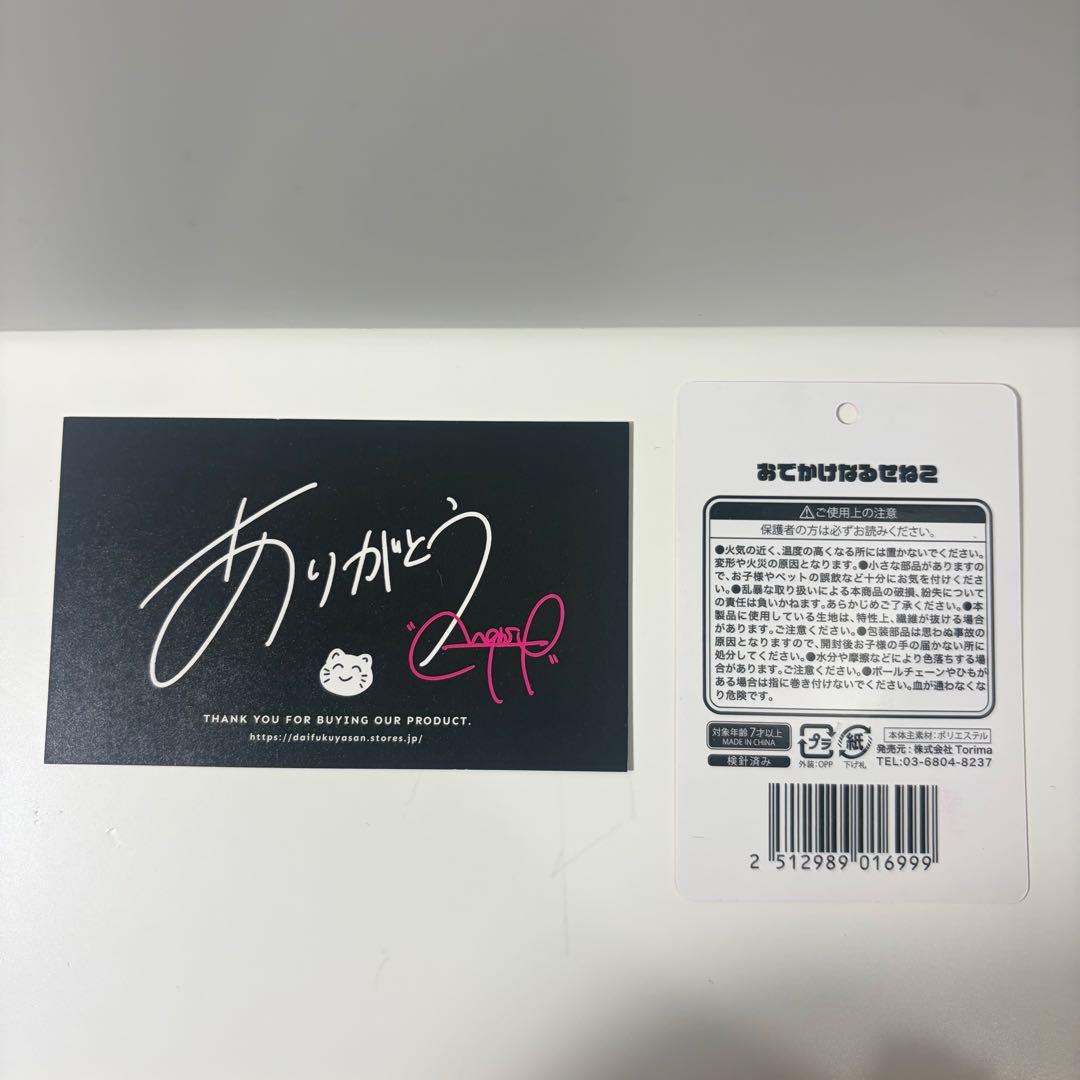 ありがとう
THANK YOU FOR BUYING OUR PRODUCT.
https://daifukuyasan.stores.jp/
おでかけなるせねこ
⚠ご使用上の注意
保護者の方は必ずお読みください。
●火気の近く、温度の高くなる所には置かないでください。
変形や火災の原因となります。●小さな部品がありますの
で、お子様やペットの誤飲など十分にお気を付けくださ
い。●乱暴な取り扱いによる本商品の破損、紛失について
の責任は負いかねます。あらかじめご了承ください。●本
製品に使用している生地は、特性上、繊維が抜ける場合
があります。ご注意ください。●包装部品は思わぬ事故の
原因となりますので、開封後お子様の手の届かない所に
処分してください。●水分や摩擦などにより色落ちする場
合があります。ご注意ください。●ボールチェーンやひもが
ある場合は指に巻き付けないでください。血が通わなくな
り危険です。
対象年齢7才以上
MADE IN CHINA
検針済み
プラ
外装:OPP
紙
下げ札
本体主素材:ポリエステル
発売元:株式会社 Torima
TEL:03-6804-8237
2 512989 016999